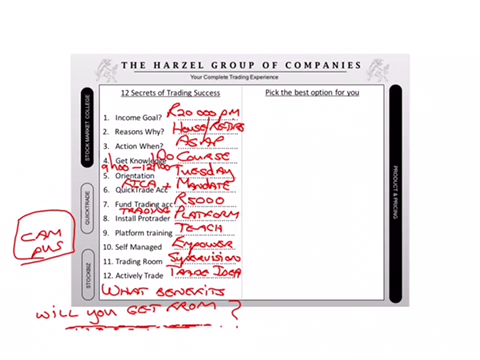 THE HARZEL GROUP OF COMPANIES
Your Complete Trading Experience
12 Secrets of Trading Success
1. Income Goal? R20 000 p.m
2. Reasons Why? House/RETIRE
3. Action When? ASAP
4. Get Knowledge 180 COURSE
9h00 – 12h00
5. Orientation TUESDAY
6. QuickTrade Acc FICA + MANDATE
7. Fund Trading acc R5000
8. Install Protrader TRADING PLATFORM
9. Platform training TEACH
10. Self Managed EMPOWER
11. Trading Room SUPERVISION
12. Actively Trade TRADE IDEA
WHAT BENEFITS
WILL YOU GET FROM ?
Pick the best option for you
STOCK MARKET COLLEGE
QUICKTRADE
STOCKBIZ
PRODUCT & PRICING
CAM
PUS